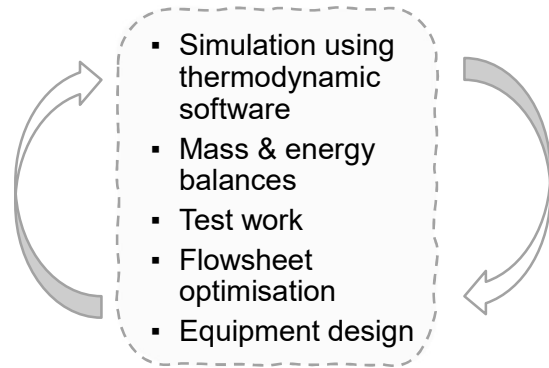 ▪ Simulation using
thermodynamic
software
▪ Mass & energy
balances
▪ Test work
▪ Flowsheet
optimisation
▪ Equipment design